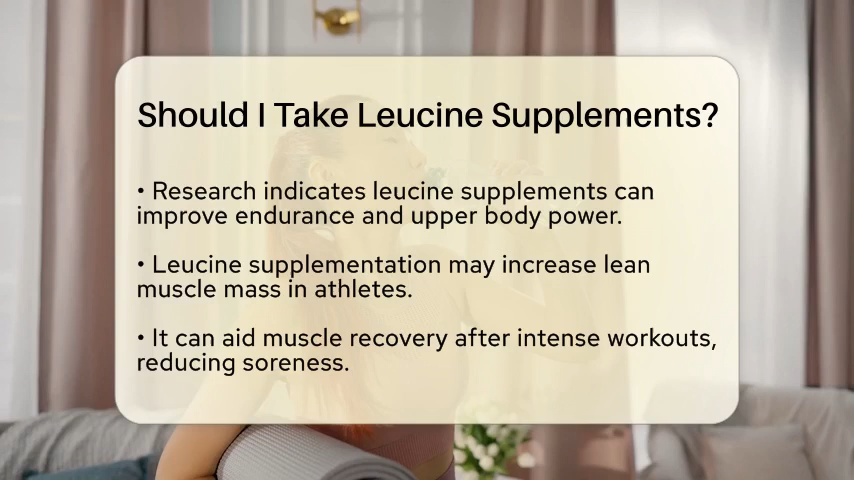 Should I Take Leucine Supplements?
• Research indicates leucine supplements can
improve endurance and upper body power.
• Leucine supplementation may increase lean
muscle mass in athletes.
• It can aid muscle recovery after intense workouts,
reducing soreness.